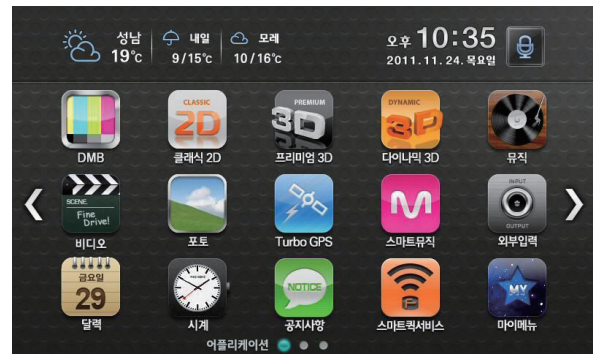 성남
19℃
내일
9/15℃
모레
10/16℃
오후 10:35
2011.11.24.목요일
CLASSIC
2D
PREMIUM
3D
DYNAMIC
3D
DMB
클래식 2D
프리미엄 3D
다이나믹 3D
뮤직
SCENE.
Fine
Drive!
INPUT
OUTPUT
비디오
포토
Turbo GPS
스마트뮤직
외부입력
금요일
29
NOTICE
MY
달력
시계
공지사항
스마트퀵서비스
마이메뉴
어플리케이션